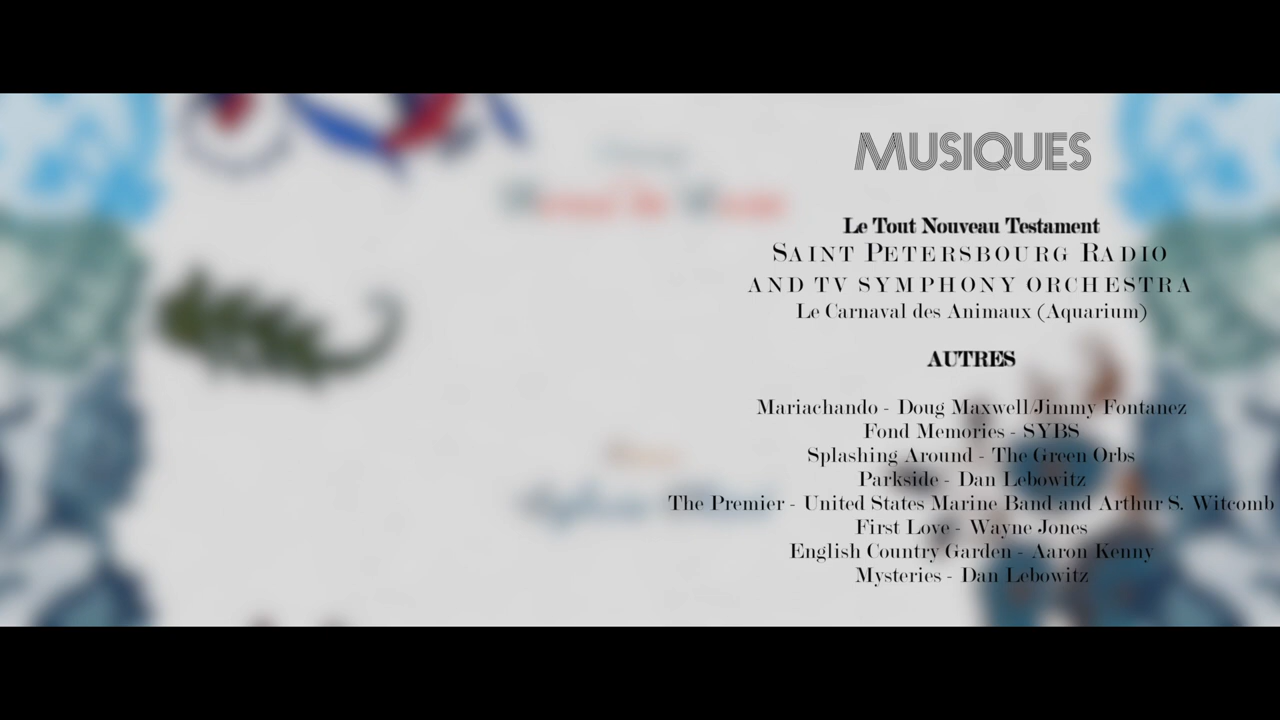 MUSIQUES
Le Tout Nouveau Testament
SAINT PETERSBOURG RADIO
AND TV SYMPHONY ORCHESTRA
Le Carnaval des Animaux (Aquarium)
AUTRES
Mariachando - Doug Maxwell/Jimmy Fontanez
Fond Memories - SYBS
Splashing Around - The Green Orbs
Parkside - Dan Lebowitz
The Premier - United States Marine Band and Arthur S. Witcomb
First Love - Wayne Jones
English Country Garden - Aaron Kenny
Mysteries - Dan Lebowitz